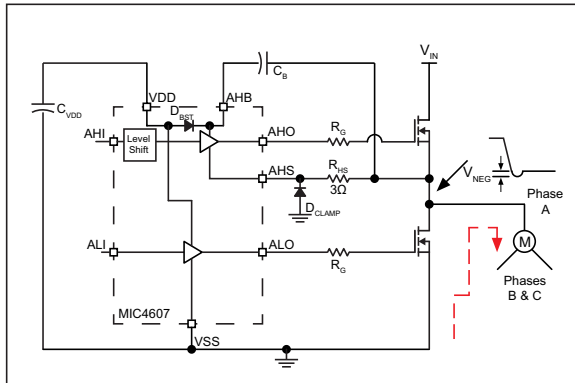 V_IN
C_B
C_VDD
VDD
AHB
D_BST
AHI
Level
Shift
AHO
R_G
AHS
R_HS
3Ω
V_NEG
Phase
A
D_CLAMP
M
ALI
ALO
R_G
Phases
B & C
MIC4607
VSS